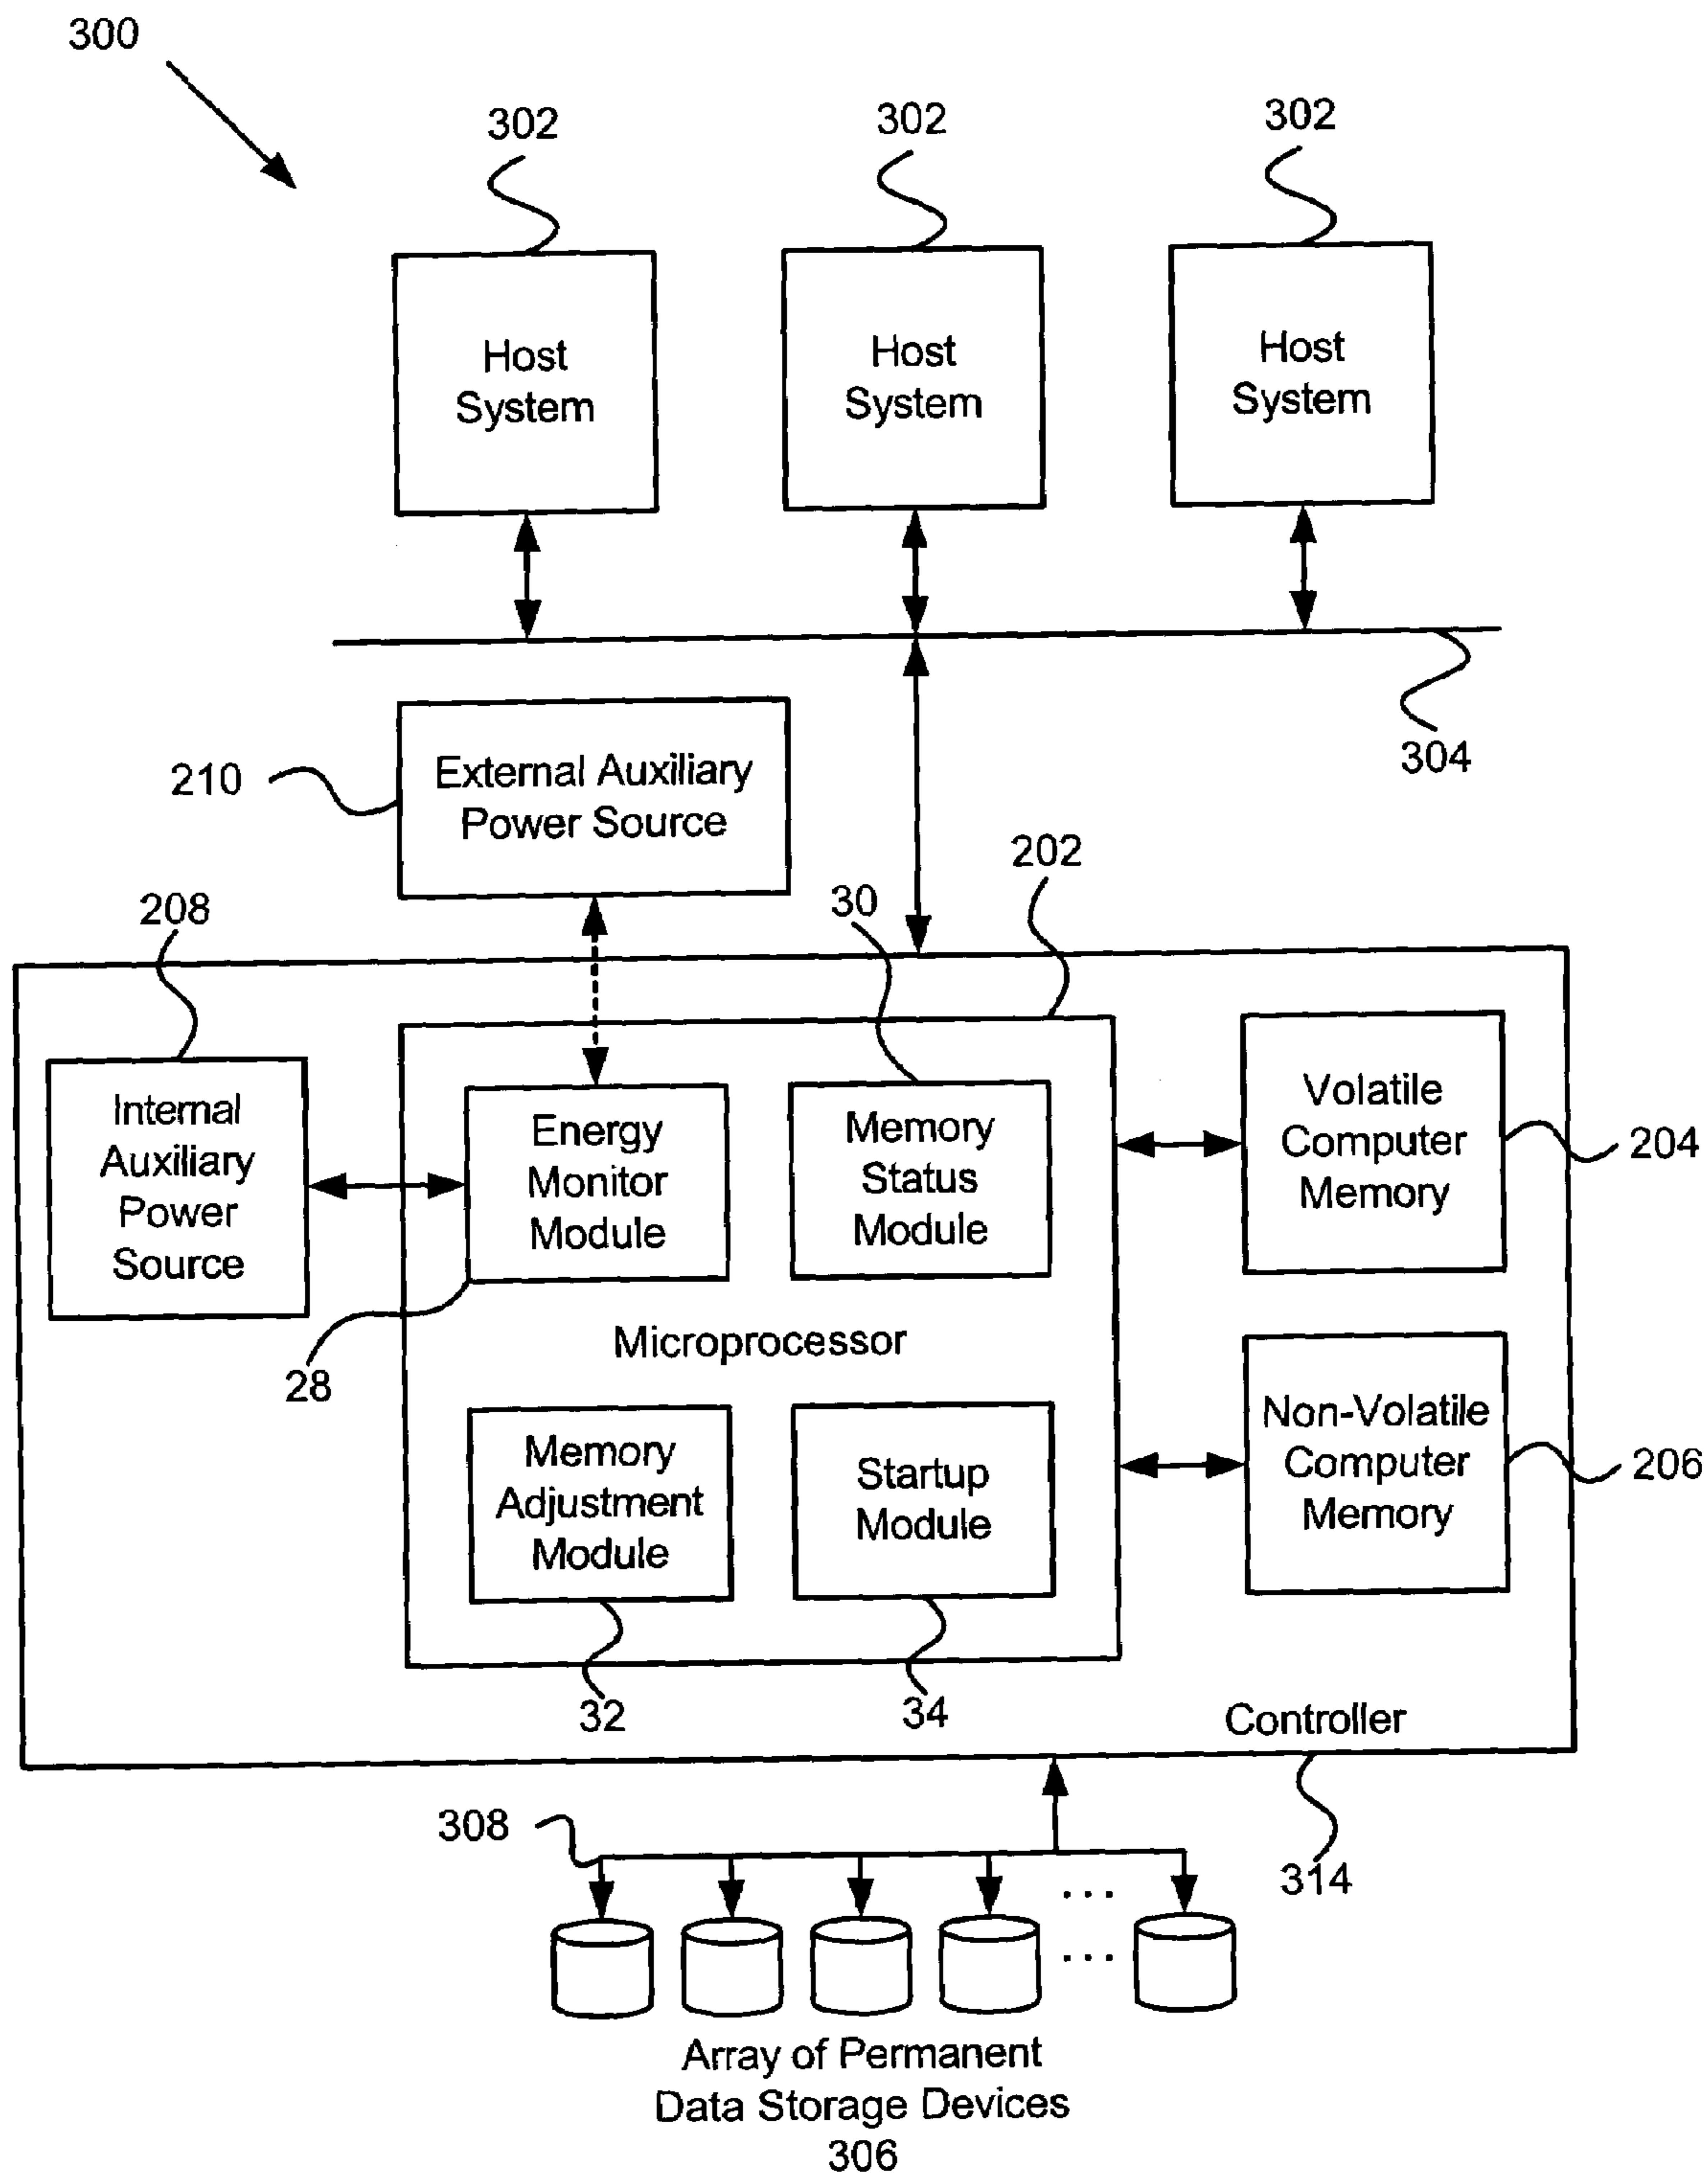 300
302
302
302
Host
System
Host
System
Host
System
304
210
External Auxiliary
Power Source
202
208
30
Internal
Auxiliary
Power
Source
Energy
Monitor
Module
Memory
Status
Module
Volatile
Computer
Memory
204
28
Microprocessor
Memory
Adjustment
Module
Startup
Module
Non-Volatile
Computer
Memory
206
32
34
Controller
308
314
...
...
Array of Permanent
Data Storage Devices
306